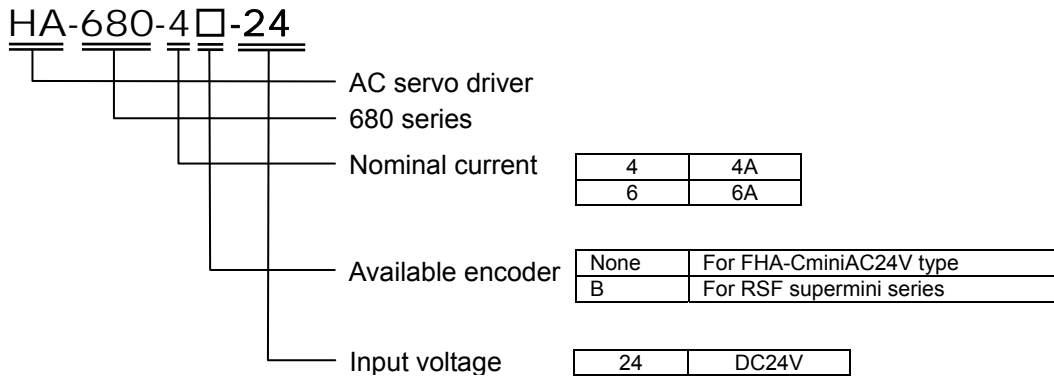 HA-680-4□-24
AC servo driver
680 series
Nominal current
4 4A
6 6A
Available encoder
None For FHA-CminiAC24V type
B For RSF supermini series
Input voltage
24 DC24V